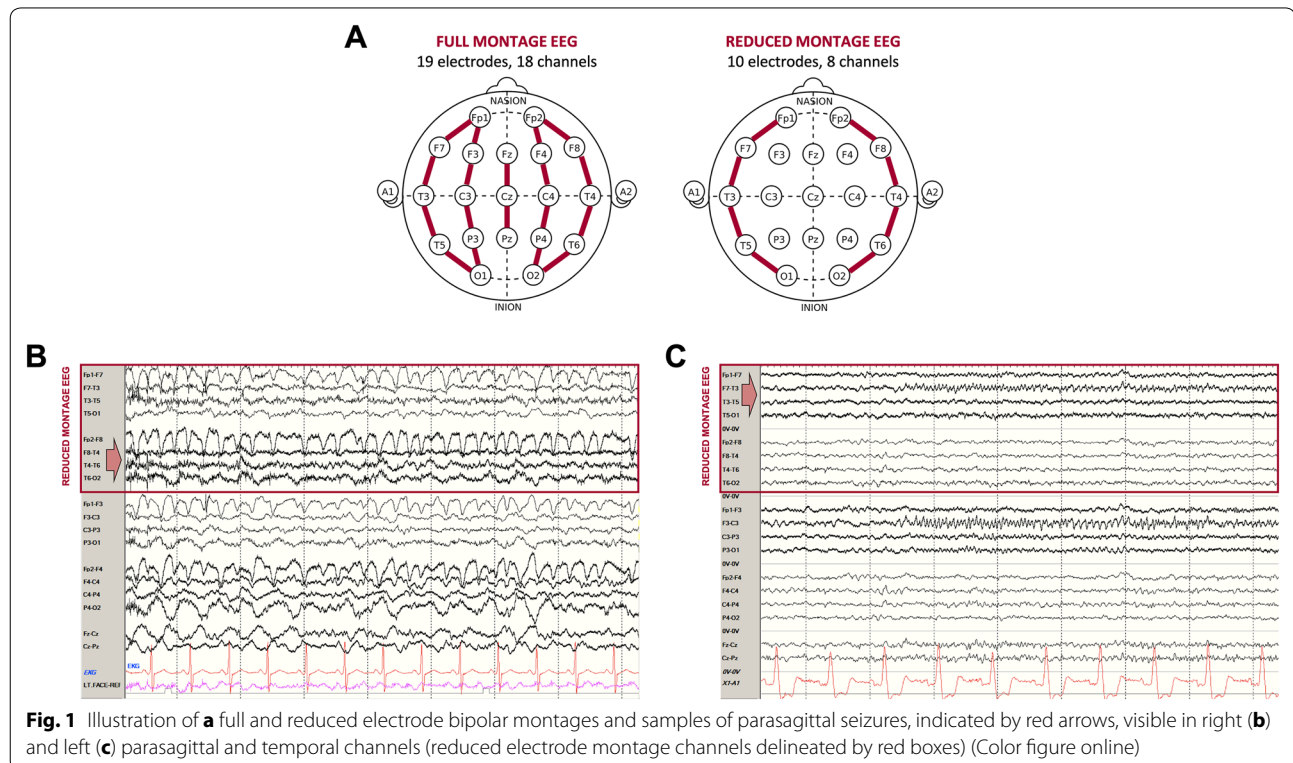 A
FULL MONTAGE EEG
19 electrodes, 18 channels
NASION
Fp1 Fp2
F7 F3 Fz F4 F8
A1 T3 C3 Cz C4 T4 A2
T5 P3 Pz P4 T6
O1 O2
INION
REDUCED MONTAGE EEG
10 electrodes, 8 channels
NASION
Fp1 Fp2
F7 F3 Fz F4 F8
A1 T3 C3 Cz C4 T4 A2
T5 P3 Pz P4 T6
O1 O2
INION
B
REDUCED MONTAGE EEG
Fp1-F7
F7-T3
T3-T5
T5-O1
Fp2-F8
F8-T4
T4-T6
T6-O2
Fp1-F3
F3-C3
C3-P3
P3-O1
Fp2-F4
F4-C4
C4-P4
P4-O2
Fz-Cz
Cz-Pz
EKG EKG
LT.FACE-REF
C
REDUCED MONTAGE EEG
Fp1-F7
F7-T3
T3-T5
T5-O1
0V-0V
Fp2-F8
F8-T4
T4-T6
T6-O2
0V-0V
Fp1-F3
F3-C3
C3-P3
P3-O1
0V-0V
Fp2-F4
F4-C4
C4-P4
P4-O2
0V-0V
Fz-Cz
Cz-Pz
0V-0V
X1-A1
Fig. 1 Illustration of a full and reduced electrode bipolar montages and samples of parasagittal seizures, indicated by red arrows, visible in right (b)
and left (c) parasagittal and temporal channels (reduced electrode montage channels delineated by red boxes) (Color figure online)